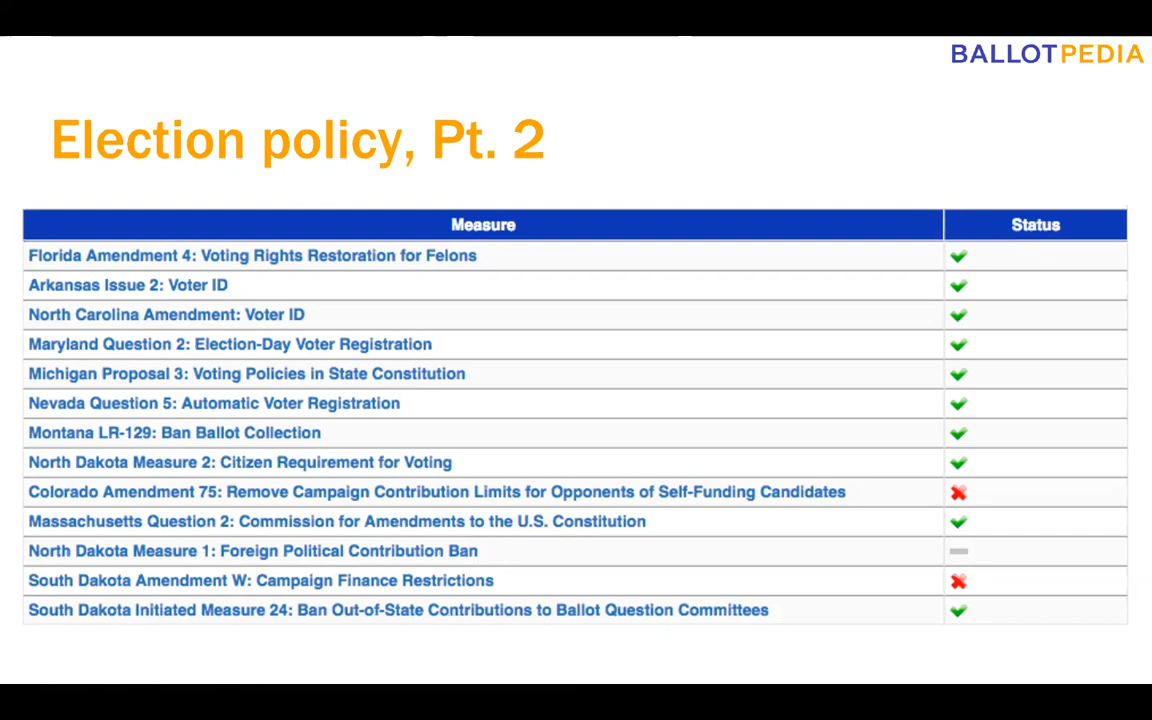 BALLOTPEDIA
Election policy, Pt. 2
Measure Status
Florida Amendment 4: Voting Rights Restoration for Felons
Arkansas Issue 2: Voter ID
North Carolina Amendment: Voter ID
Maryland Question 2: Election-Day Voter Registration
Michigan Proposal 3: Voting Policies in State Constitution
Nevada Question 5: Automatic Voter Registration
Montana LR-129: Ban Ballot Collection
North Dakota Measure 2: Citizen Requirement for Voting
Colorado Amendment 75: Remove Campaign Contribution Limits for Opponents of Self-Funding Candidates
Massachusetts Question 2: Commission for Amendments to the U.S. Constitution
North Dakota Measure 1: Foreign Political Contribution Ban
South Dakota Amendment W: Campaign Finance Restrictions
South Dakota Initiated Measure 24: Ban Out-of-State Contributions to Ballot Question Committees